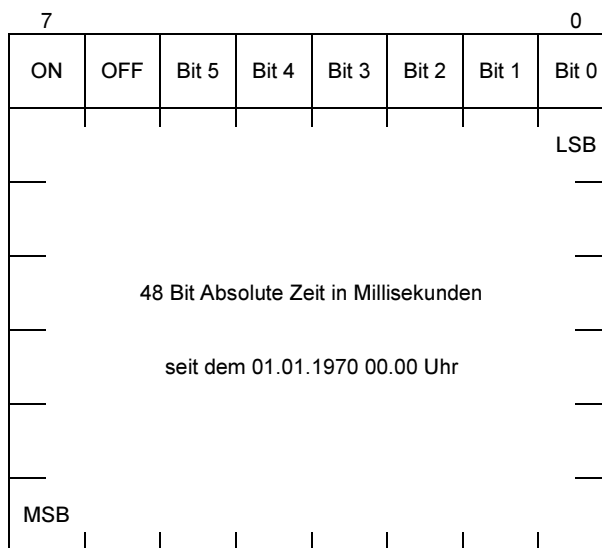 7 0
ON OFF Bit 5 Bit 4 Bit 3 Bit 2 Bit 1 Bit 0
LSB
48 Bit Absolute Zeit in Millisekunden
seit dem 01.01.1970 00.00 Uhr
MSB